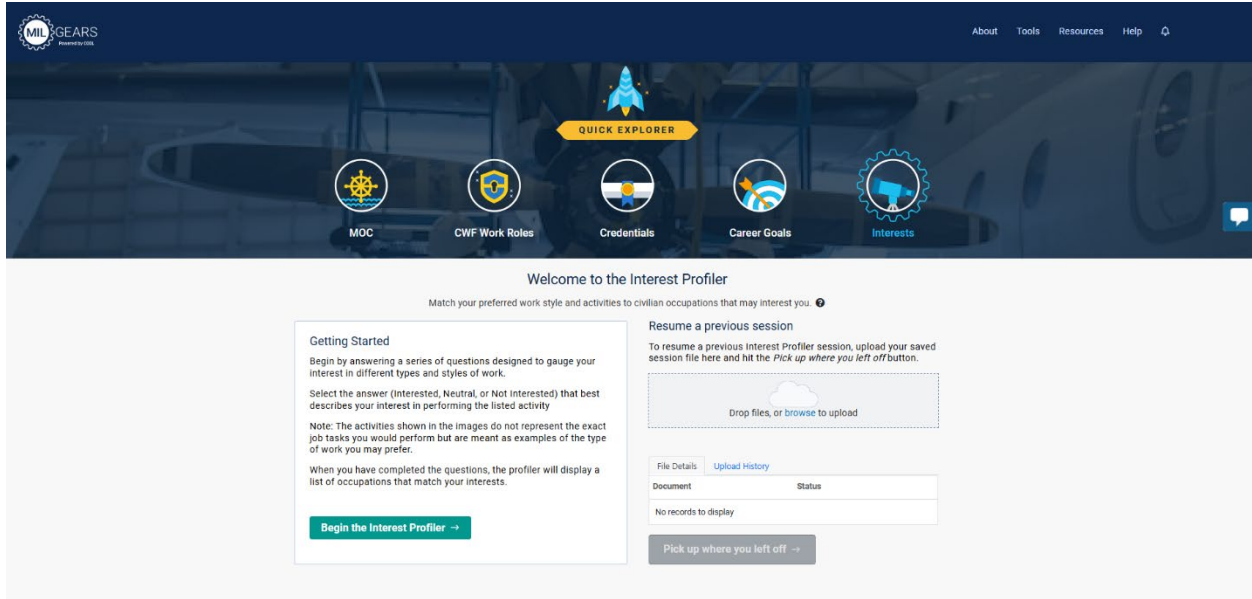 MIL GEARS
Powered by COOL
About Tools Resources Help
QUICK EXPLORER
MOC CWF Work Roles Credentials Career Goals Interests
Welcome to the Interest Profiler
Match your preferred work style and activities to civilian occupations that may interest you. ?
Getting Started
Begin by answering a series of questions designed to gauge your
interest in different types and styles of work.
Select the answer (Interested, Neutral, or Not Interested) that best
describes your interest in performing the listed activity
Note: The activities shown in the images do not represent the exact
job tasks you would perform but are meant as examples of the type
of work you may prefer.
When you have completed the questions, the profiler will display a
list of occupations that match your interests.
Begin the Interest Profiler →
Resume a previous session
To resume a previous Interest Profiler session, upload your saved
session file here and hit the Pick up where you left off button.
Drop files, or browse to upload
File Details Upload History
Document Status
No records to display
Pick up where you left off →